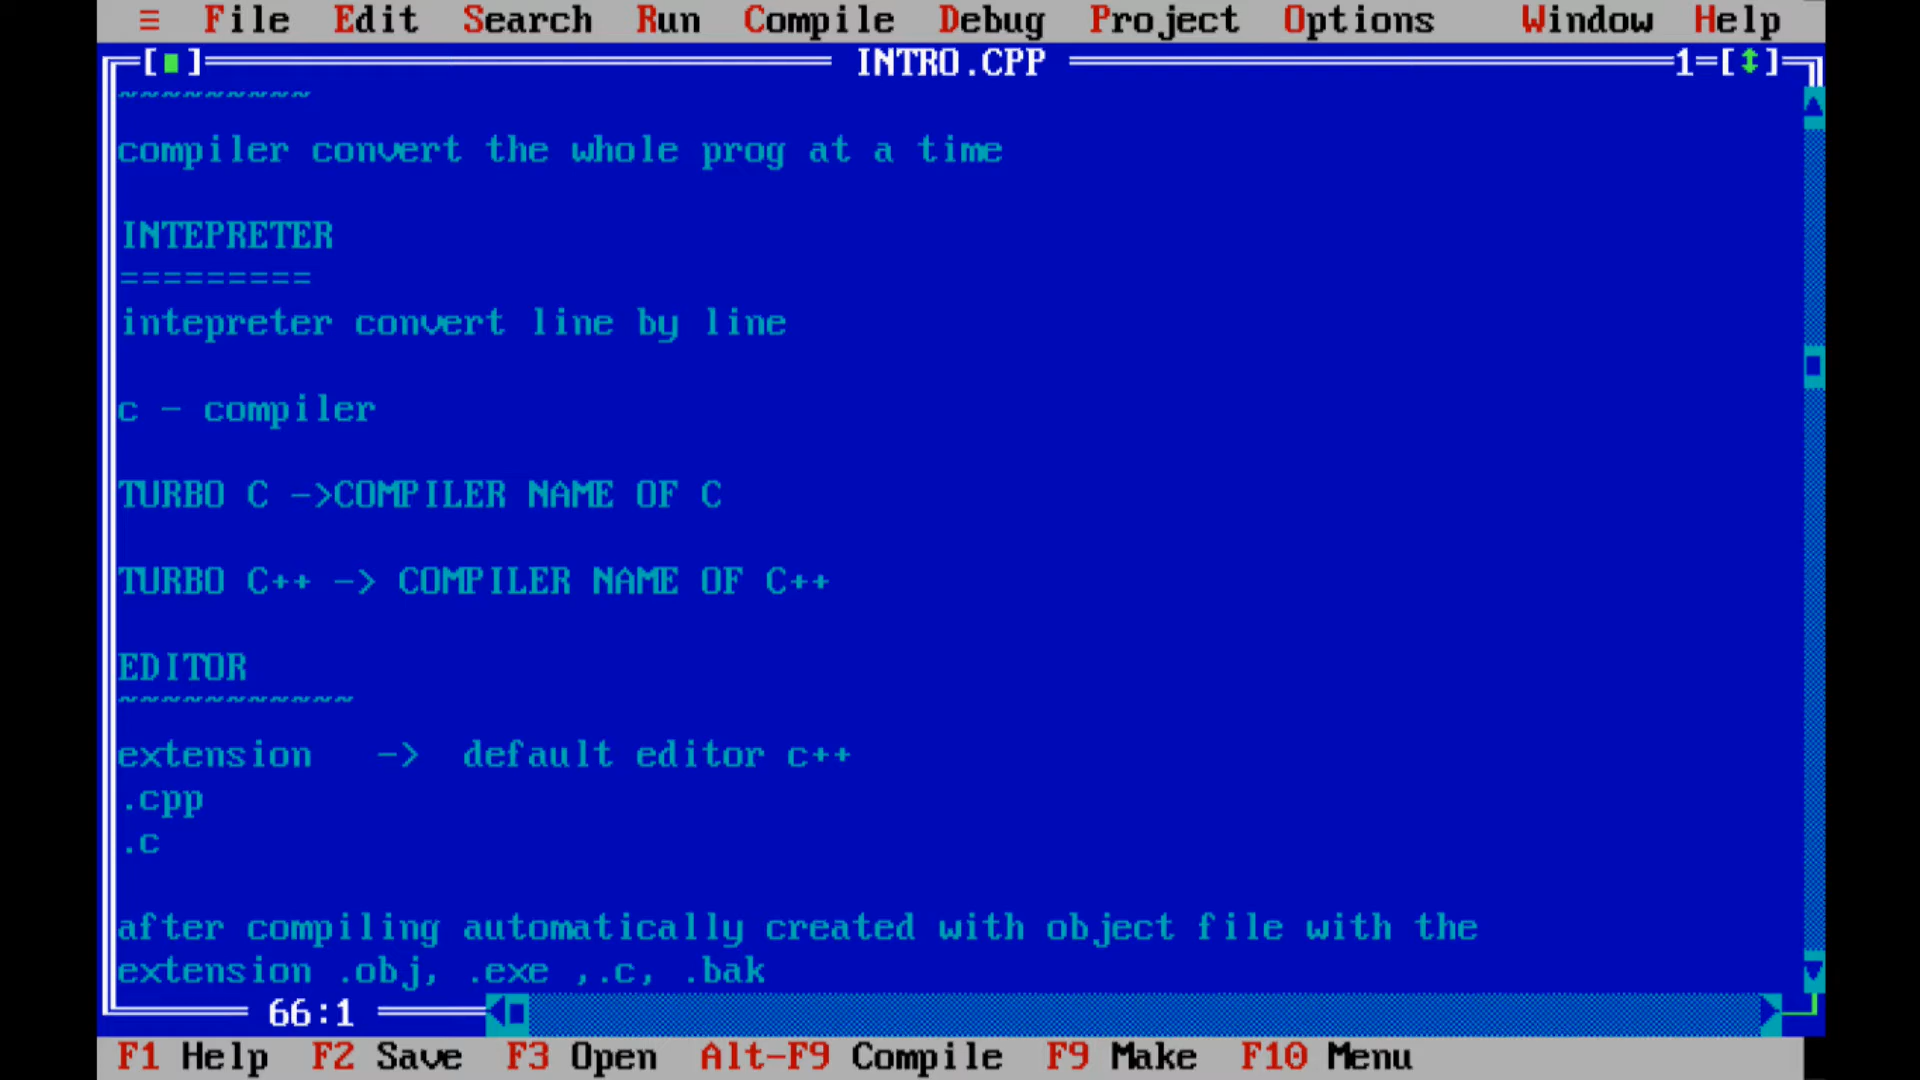 ≡ File Edit Search Run Compile Debug Project Options Window Help
[■] INTRO.CPP 1=[↕]
~~~~~~~~~
compiler convert the whole prog at a time
INTEPRETER
=========
intepreter convert line by line
c - compiler
TURBO C ->COMPILER NAME OF C
TURBO C++ -> COMPILER NAME OF C++
EDITOR
~~~~~~~~~~~
extension   ->  default editor c++
.cpp
.c
after compiling automatically created with object file with the
extension .obj, .exe ,.c, .bak
66:1
F1 Help F2 Save F3 Open Alt-F9 Compile F9 Make F10 Menu